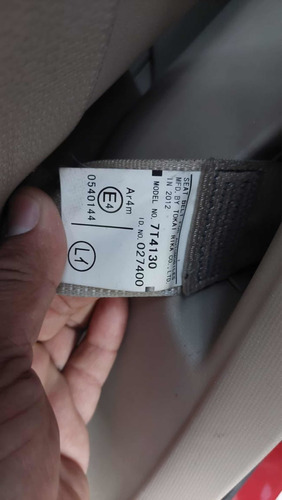 SEAT BELT
MFD. BY TOKAI RIKA CO., LTD.
IN 2012
MODEL NO. 7T4130
ID. NO. 027400
Ar4m
E4
0540144
L1